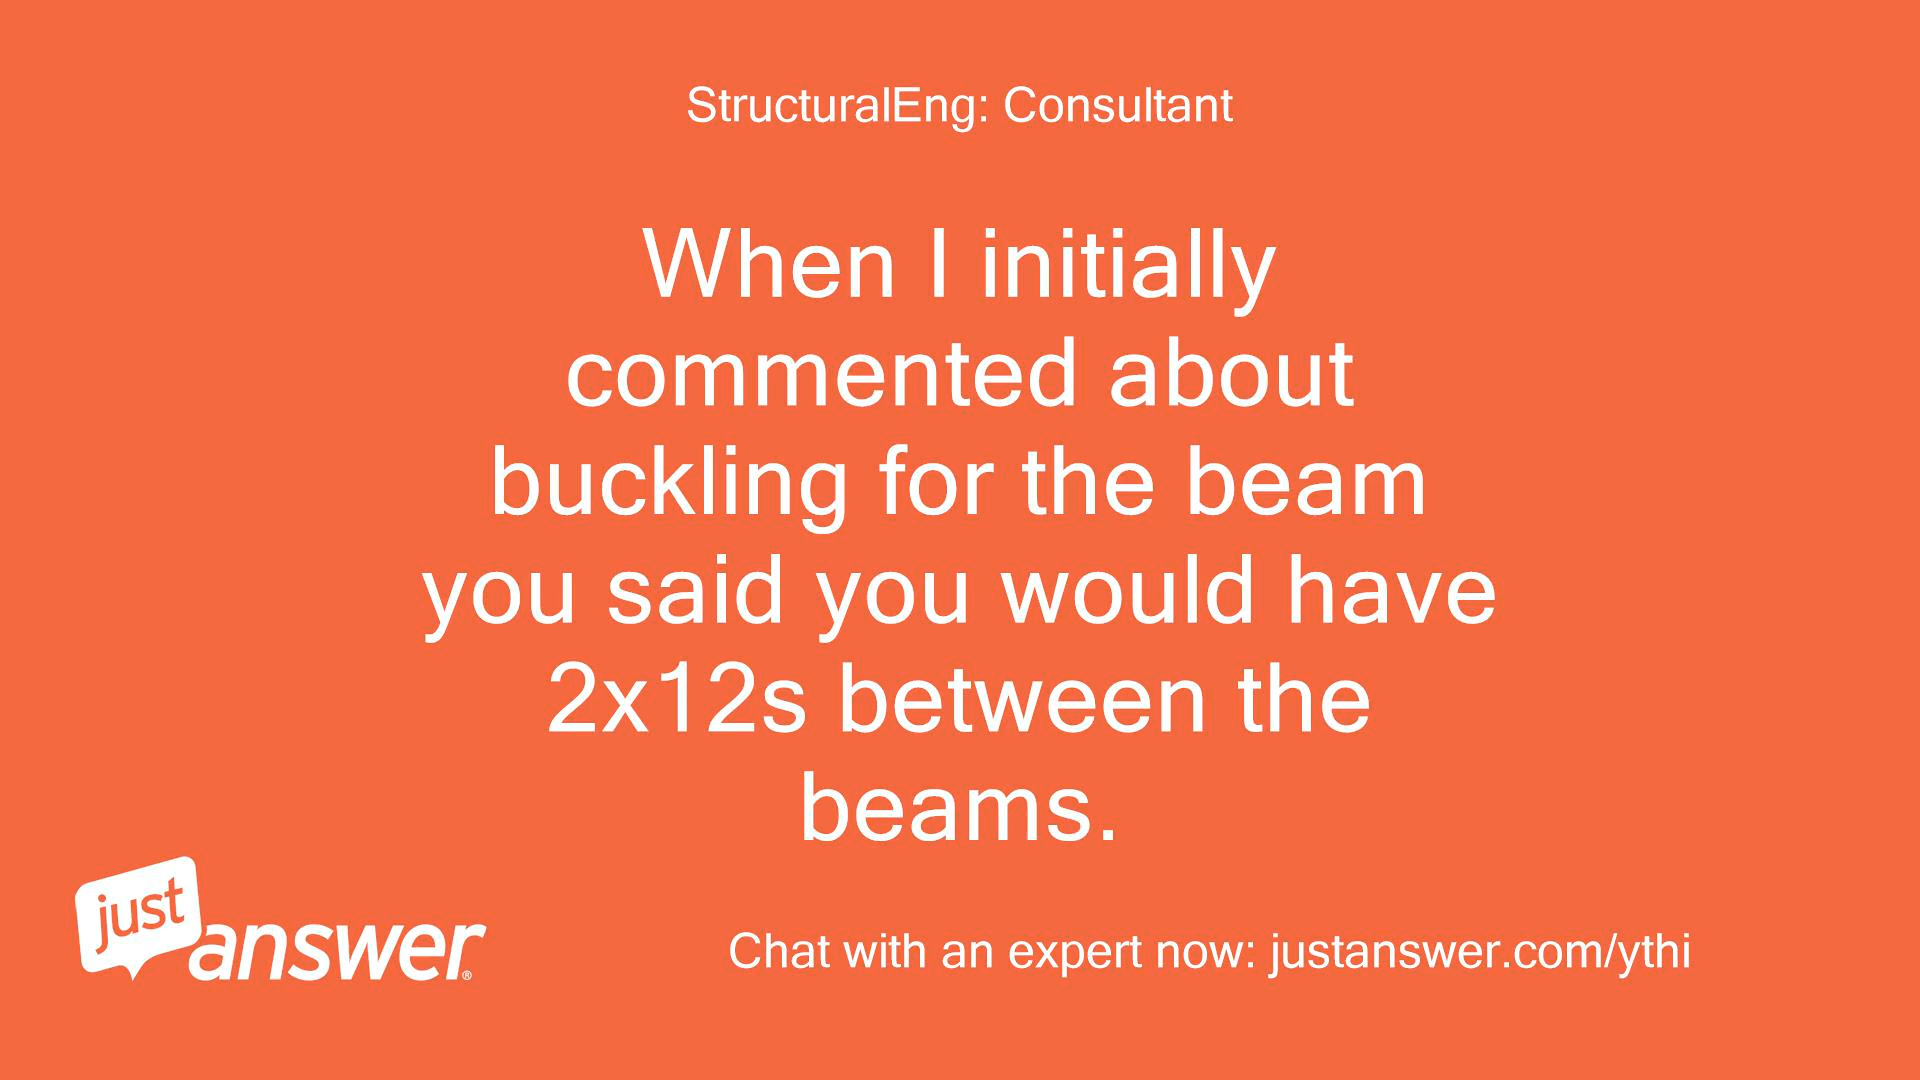 StructuralEng: Consultant
When I initially
commented about
buckling for the beam
you said you would have
2x12s between the
beams.
just
answer®
Chat with an expert now: justanswer.com/ythi